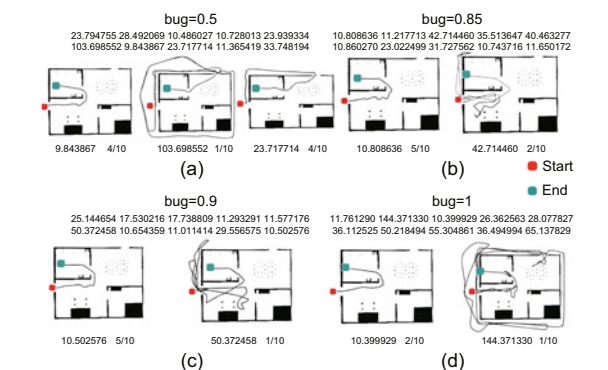 bug=0.5
23.794755 28.492069 10.486027 10.728013 23.939334
103.698552 9.843867 23.717714 11.365419 33.748194
9.843867 4/10
103.698552 1/10
23.717714 4/10
(a)
bug=0.85
10.808636 11.217713 42.714460 35.513647 40.463277
10.860270 23.022499 31.727562 10.743716 11.650172
10.808636 5/10
42.714460 2/10
(b)
Start
End
bug=0.9
25.144654 17.530216 17.738809 11.293291 11.577176
50.372458 10.654359 11.011414 29.556575 10.502576
10.502576 5/10
50.372458 1/10
(c)
bug=1
11.761290 144.371330 10.399929 26.362563 28.077827
36.112525 50.218494 55.304861 36.494994 65.137829
10.399929 2/10
144.371330 1/10
(d)